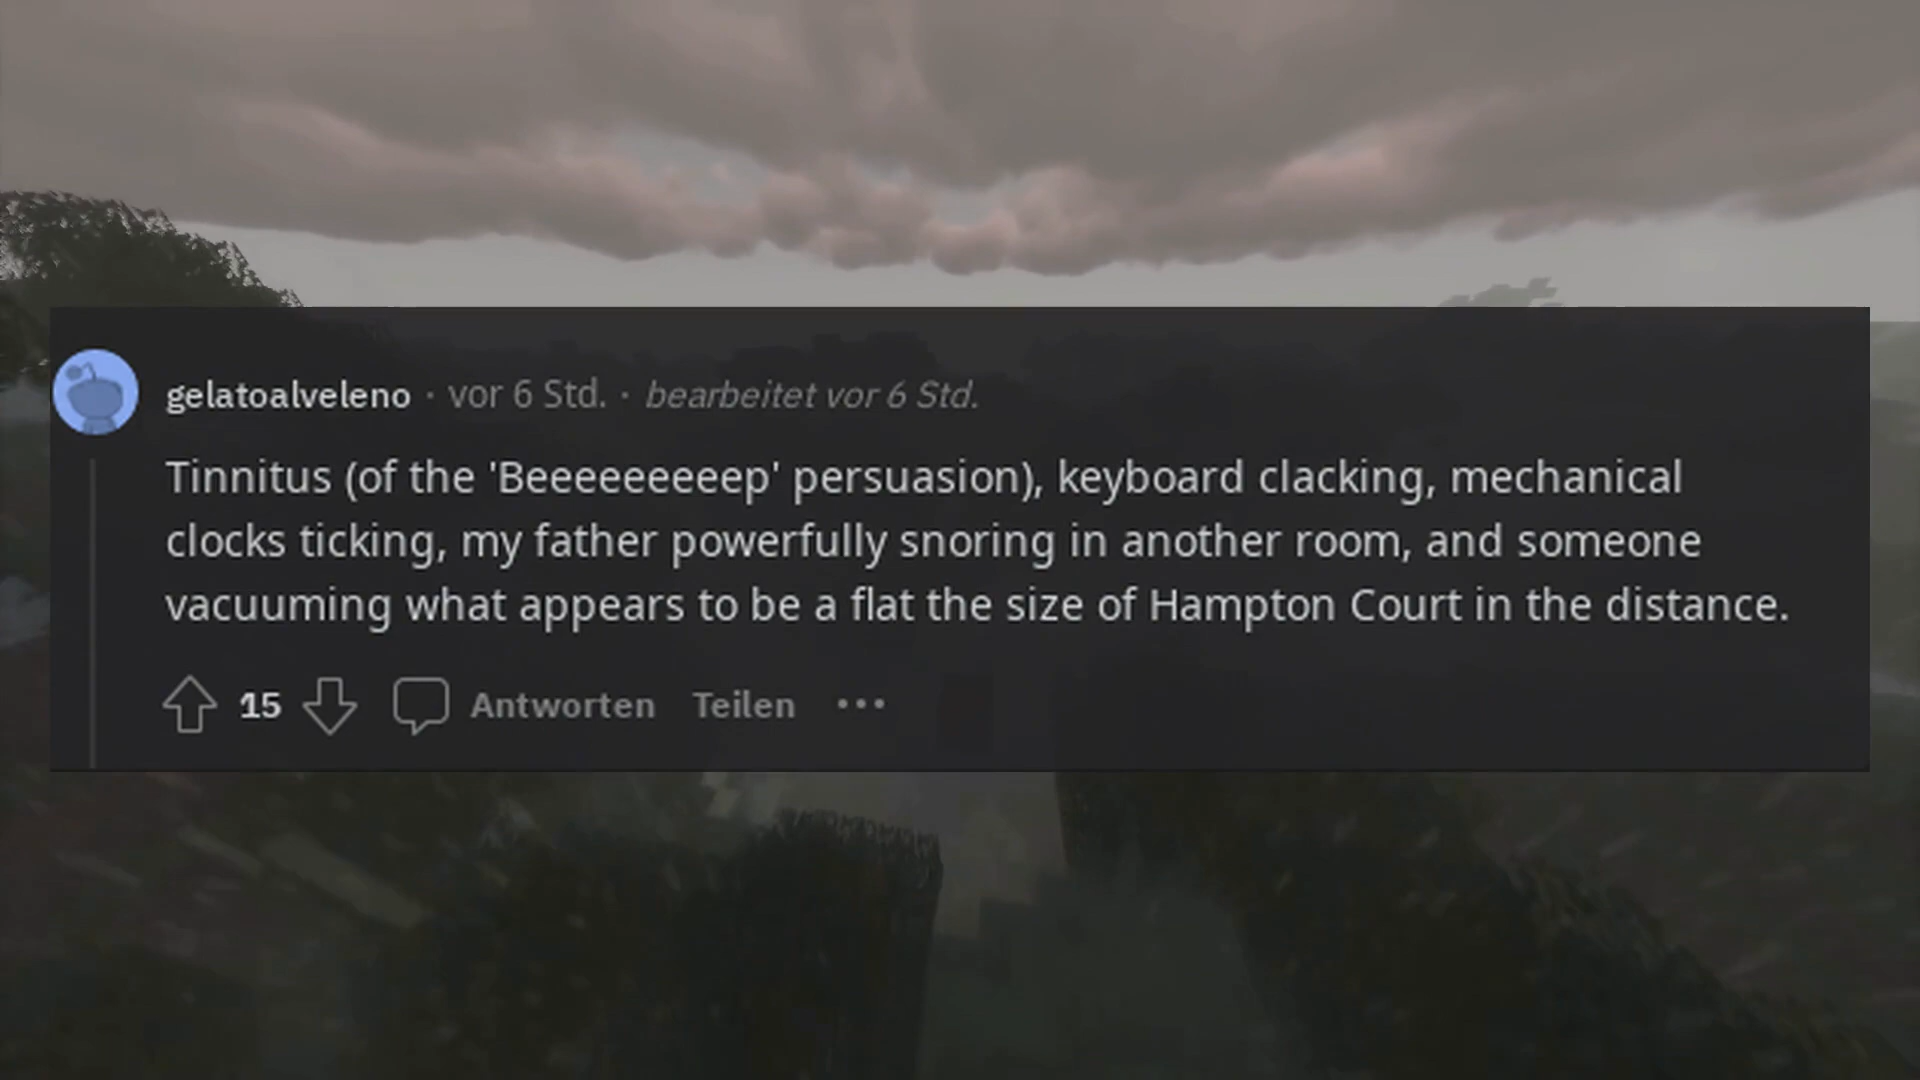 gelatoalveleno · vor 6 Std. · bearbeitet vor 6 Std.
Tinnitus (of the 'Beeeeeeeeep' persuasion), keyboard clacking, mechanical
clocks ticking, my father powerfully snoring in another room, and someone
vacuuming what appears to be a flat the size of Hampton Court in the distance.
15 Antworten Teilen ···